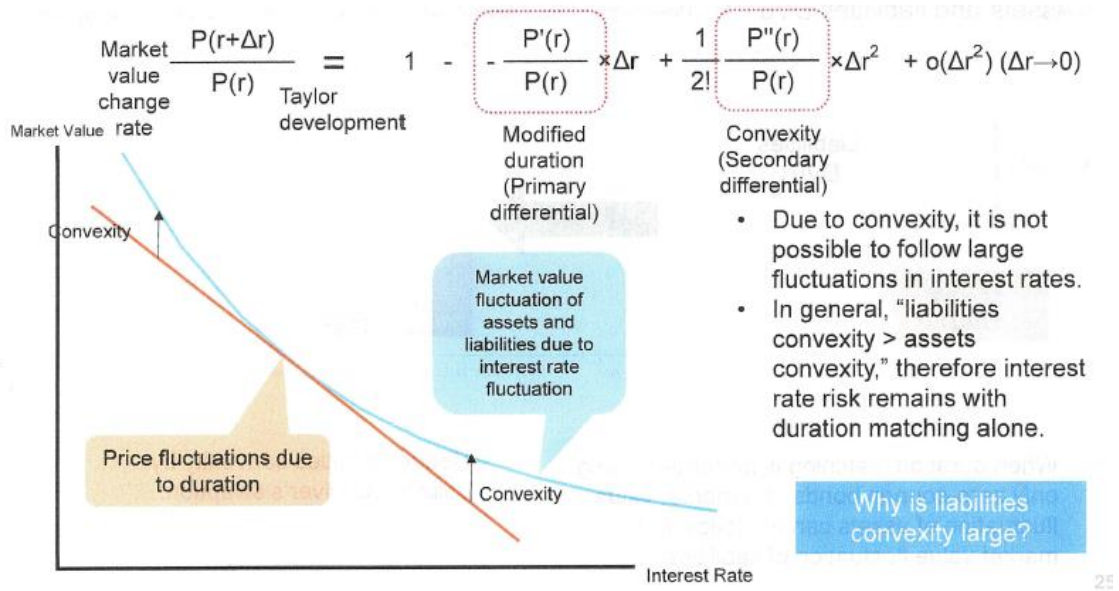 Market
value
change
rate
P(r+Δr)
P(r)
=
Taylor
development
1 - - P'(r) ×Δr + 1 P"(r) ×Δr² + o(Δr²) (Δr→0)
P(r) 2! P(r)
Modified
duration
(Primary
differential)
Convexity
(Secondary
differential)
Market Value
Convexity
Market value
fluctuation of
assets and
liabilities due to
interest rate
fluctuation
• Due to convexity, it is not
possible to follow large
fluctuations in interest rates.
• In general, “liabilities
convexity > assets
convexity,” therefore interest
rate risk remains with
duration matching alone.
Price fluctuations due
to duration
Convexity
Why is liabilities
convexity large?
Interest Rate
25